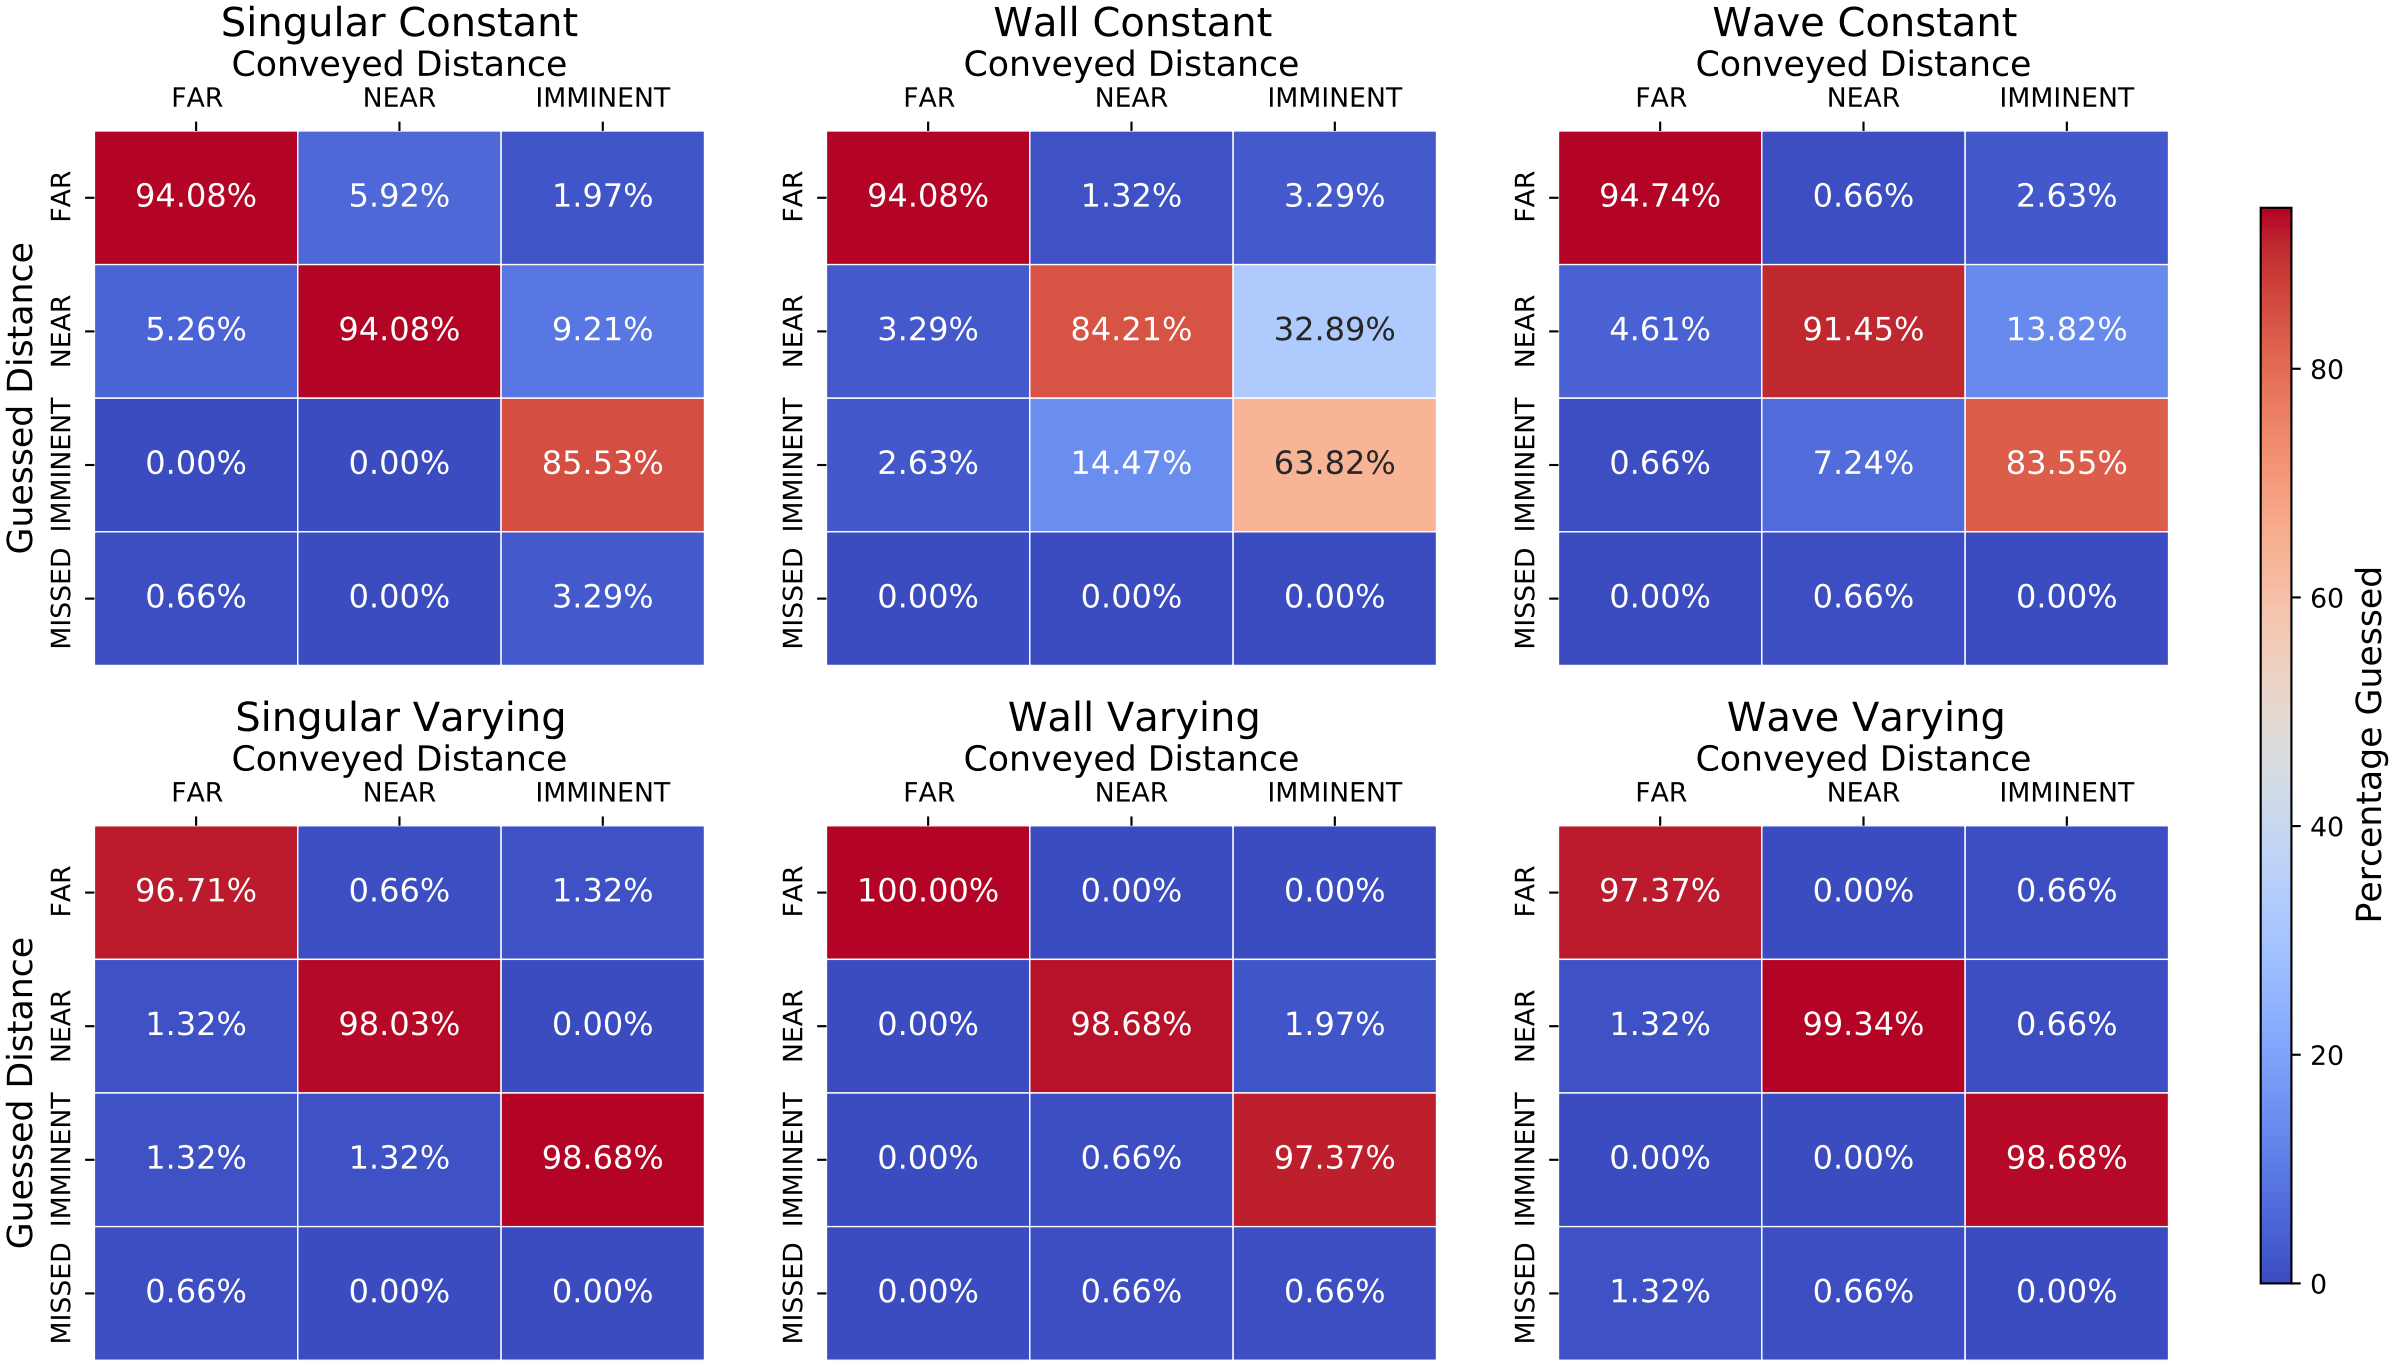 Singular Constant
Conveyed Distance
FAR NEAR IMMINENT
Guessed Distance
FAR 94.08% 5.92% 1.97%
NEAR 5.26% 94.08% 9.21%
IMMINENT 0.00% 0.00% 85.53%
MISSED 0.66% 0.00% 3.29%
Wall Constant
Conveyed Distance
FAR NEAR IMMINENT
FAR 94.08% 1.32% 3.29%
NEAR 3.29% 84.21% 32.89%
IMMINENT 2.63% 14.47% 63.82%
MISSED 0.00% 0.00% 0.00%
Wave Constant
Conveyed Distance
FAR NEAR IMMINENT
FAR 94.74% 0.66% 2.63%
NEAR 4.61% 91.45% 13.82%
IMMINENT 0.66% 7.24% 83.55%
MISSED 0.00% 0.66% 0.00%
Singular Varying
Conveyed Distance
FAR NEAR IMMINENT
Guessed Distance
FAR 96.71% 0.66% 1.32%
NEAR 1.32% 98.03% 0.00%
IMMINENT 1.32% 1.32% 98.68%
MISSED 0.66% 0.00% 0.00%
Wall Varying
Conveyed Distance
FAR NEAR IMMINENT
FAR 100.00% 0.00% 0.00%
NEAR 0.00% 98.68% 1.97%
IMMINENT 0.00% 0.66% 97.37%
MISSED 0.00% 0.66% 0.66%
Wave Varying
Conveyed Distance
FAR NEAR IMMINENT
FAR 97.37% 0.00% 0.66%
NEAR 1.32% 99.34% 0.66%
IMMINENT 0.00% 0.00% 98.68%
MISSED 1.32% 0.66% 0.00%
80
60
40
20
0
Percentage Guessed